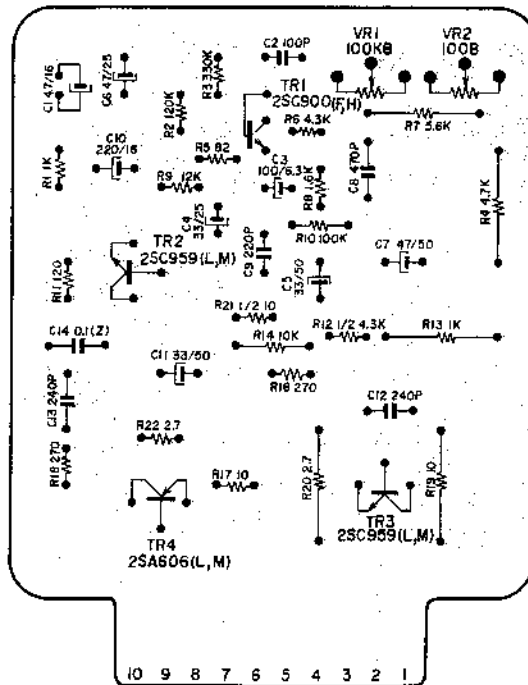 C1 47/16
C6 47/25
R3 330K
C2 100P
VR1
100KB
VR2
100B
TR1
2SC900(F,H)
R2 120K
R6 4.3K
R7 5.6K
C10
220/16
R5 82
R1 1K
R9 12K
C3
100/6.3
R8 1.6K
C8 470P
R4 4.7K
C4
33/25
R10 100K
TR2
2SC959(L,M)
C9 220P
C7 47/50
C5
33/50
R11 120
R21 1/2 10
C14 0.1(Z)
R14 10K
R12 1/2 4.3K
R13 1K
C11 33/50
R16 270
C13 240P
C12 240P
R22 2.7
R18 270
R17 10
R20 2.7
R19 10
TR3
2SC959(L,M)
TR4
2SA606(L,M)
10 9 8 7 6 5 4 3 2 1